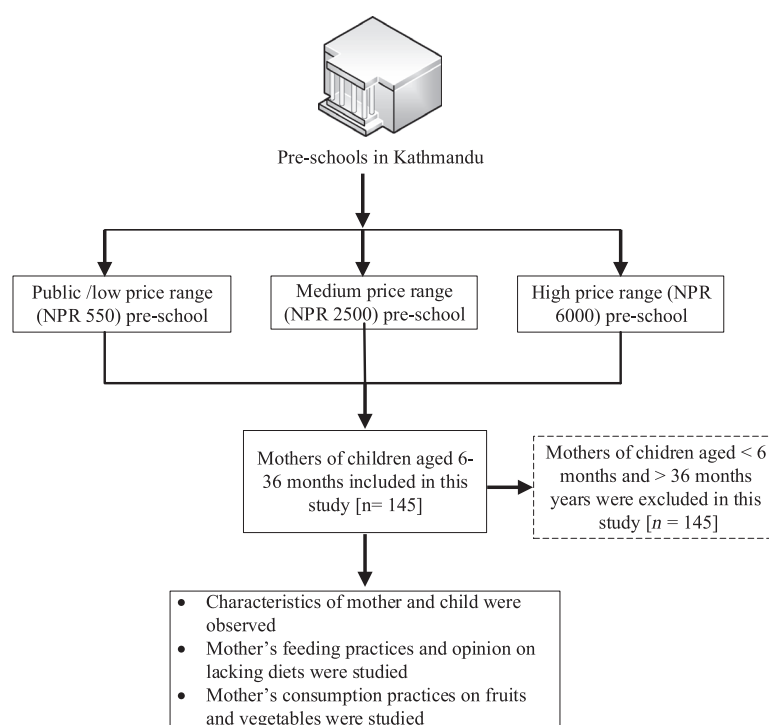 Pre-schools in Kathmandu
Public /low price range
(NPR 550) pre-school
Medium price range
(NPR 2500) pre-school
High price range (NPR
6000) pre-school
Mothers of children aged 6-
36 months included in this
study [n= 145]
Mothers of chidren aged < 6
months and > 36 months
years were excluded in this
study [n = 145]
• Characteristics of mother and child were
observed
• Mother's feeding practices and opinion on
lacking diets were studied
• Mother's consumption practices on fruits
and vegetables were studied